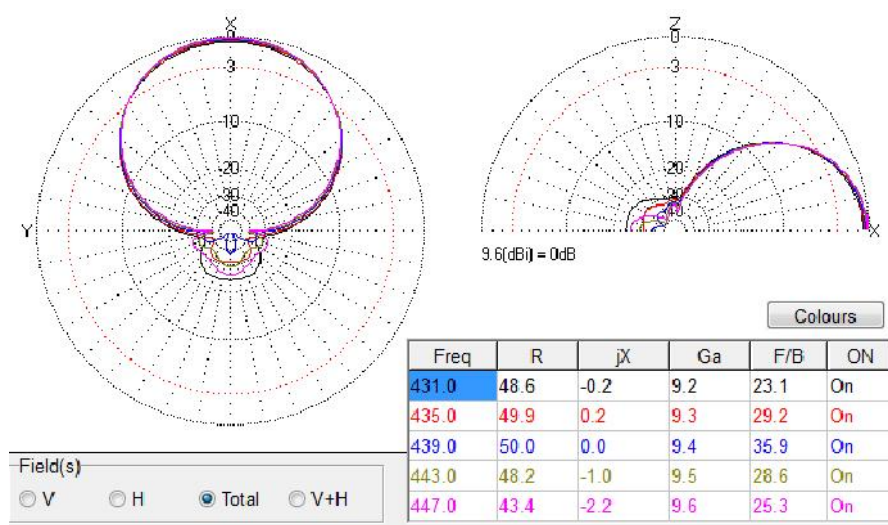 X
0
3
10
20
30
40
Y
Z
0
3
10
20
30
40
X
9.6(dBi) = 0dB
Colours
Freq R jX Ga F/B ON
431.0 48.6 -0.2 9.2 23.1 On
435.0 49.9 0.2 9.3 29.2 On
439.0 50.0 0.0 9.4 35.9 On
443.0 48.2 -1.0 9.5 28.6 On
447.0 43.4 -2.2 9.6 25.3 On
Field(s)
V H Total V+H